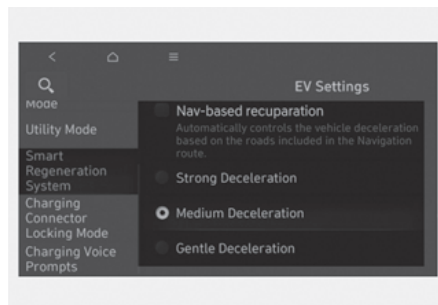 EV Settings
MODE
Utility Mode
Smart
Regeneration
System
Charging
Connector
Locking Mode
Charging Voice
Prompts
Nav-based recuparation
Automatically controls the vehicle deceleration
based on the roads included in the Navigation
route.
Strong Deceleration
Medium Deceleration
Gentle Deceleration